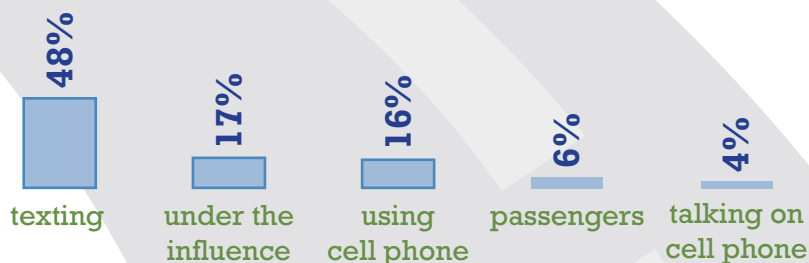 48%
17%
16%
6%
4%
texting
under the
influence
using
cell phone
passengers
talking on
cell phone